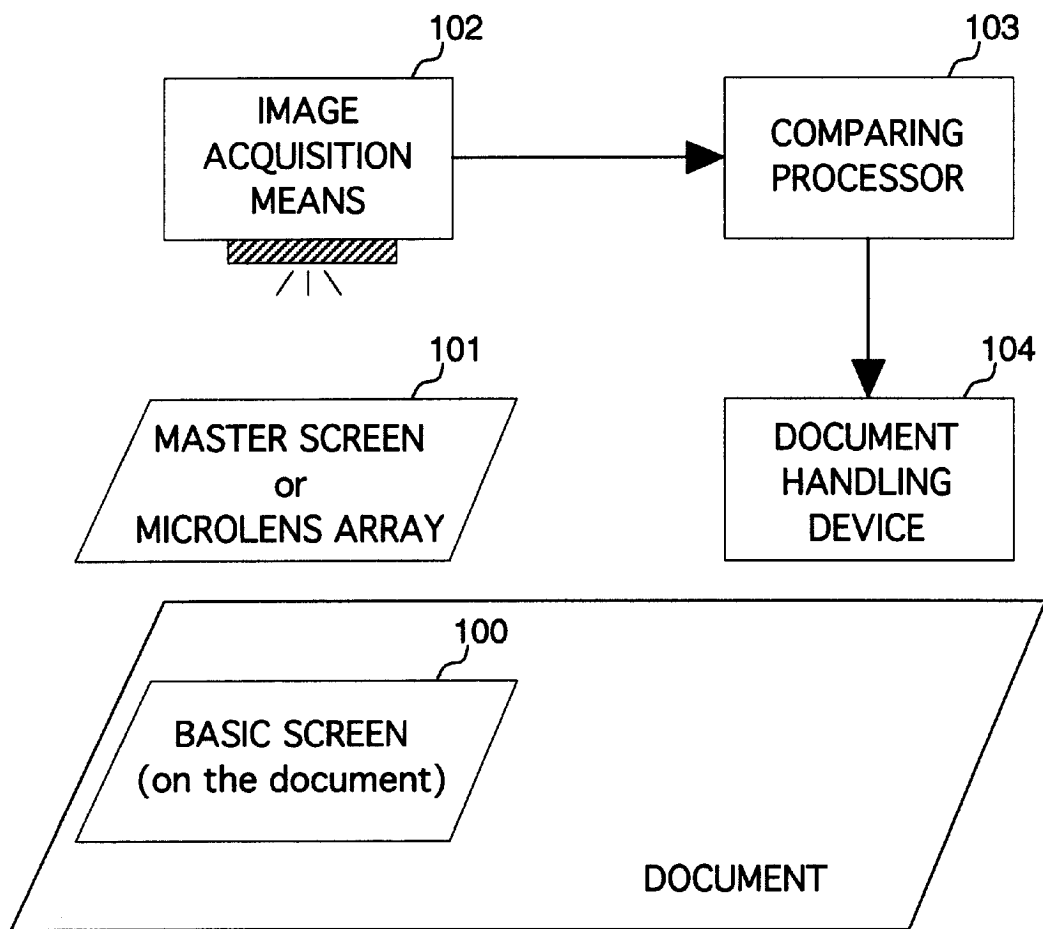 102
IMAGE
ACQUISITION
MEANS
103
COMPARING
PROCESSOR
101
MASTER SCREEN
or
MICROLENS ARRAY
104
DOCUMENT
HANDLING
DEVICE
100
BASIC SCREEN
(on the document)
DOCUMENT